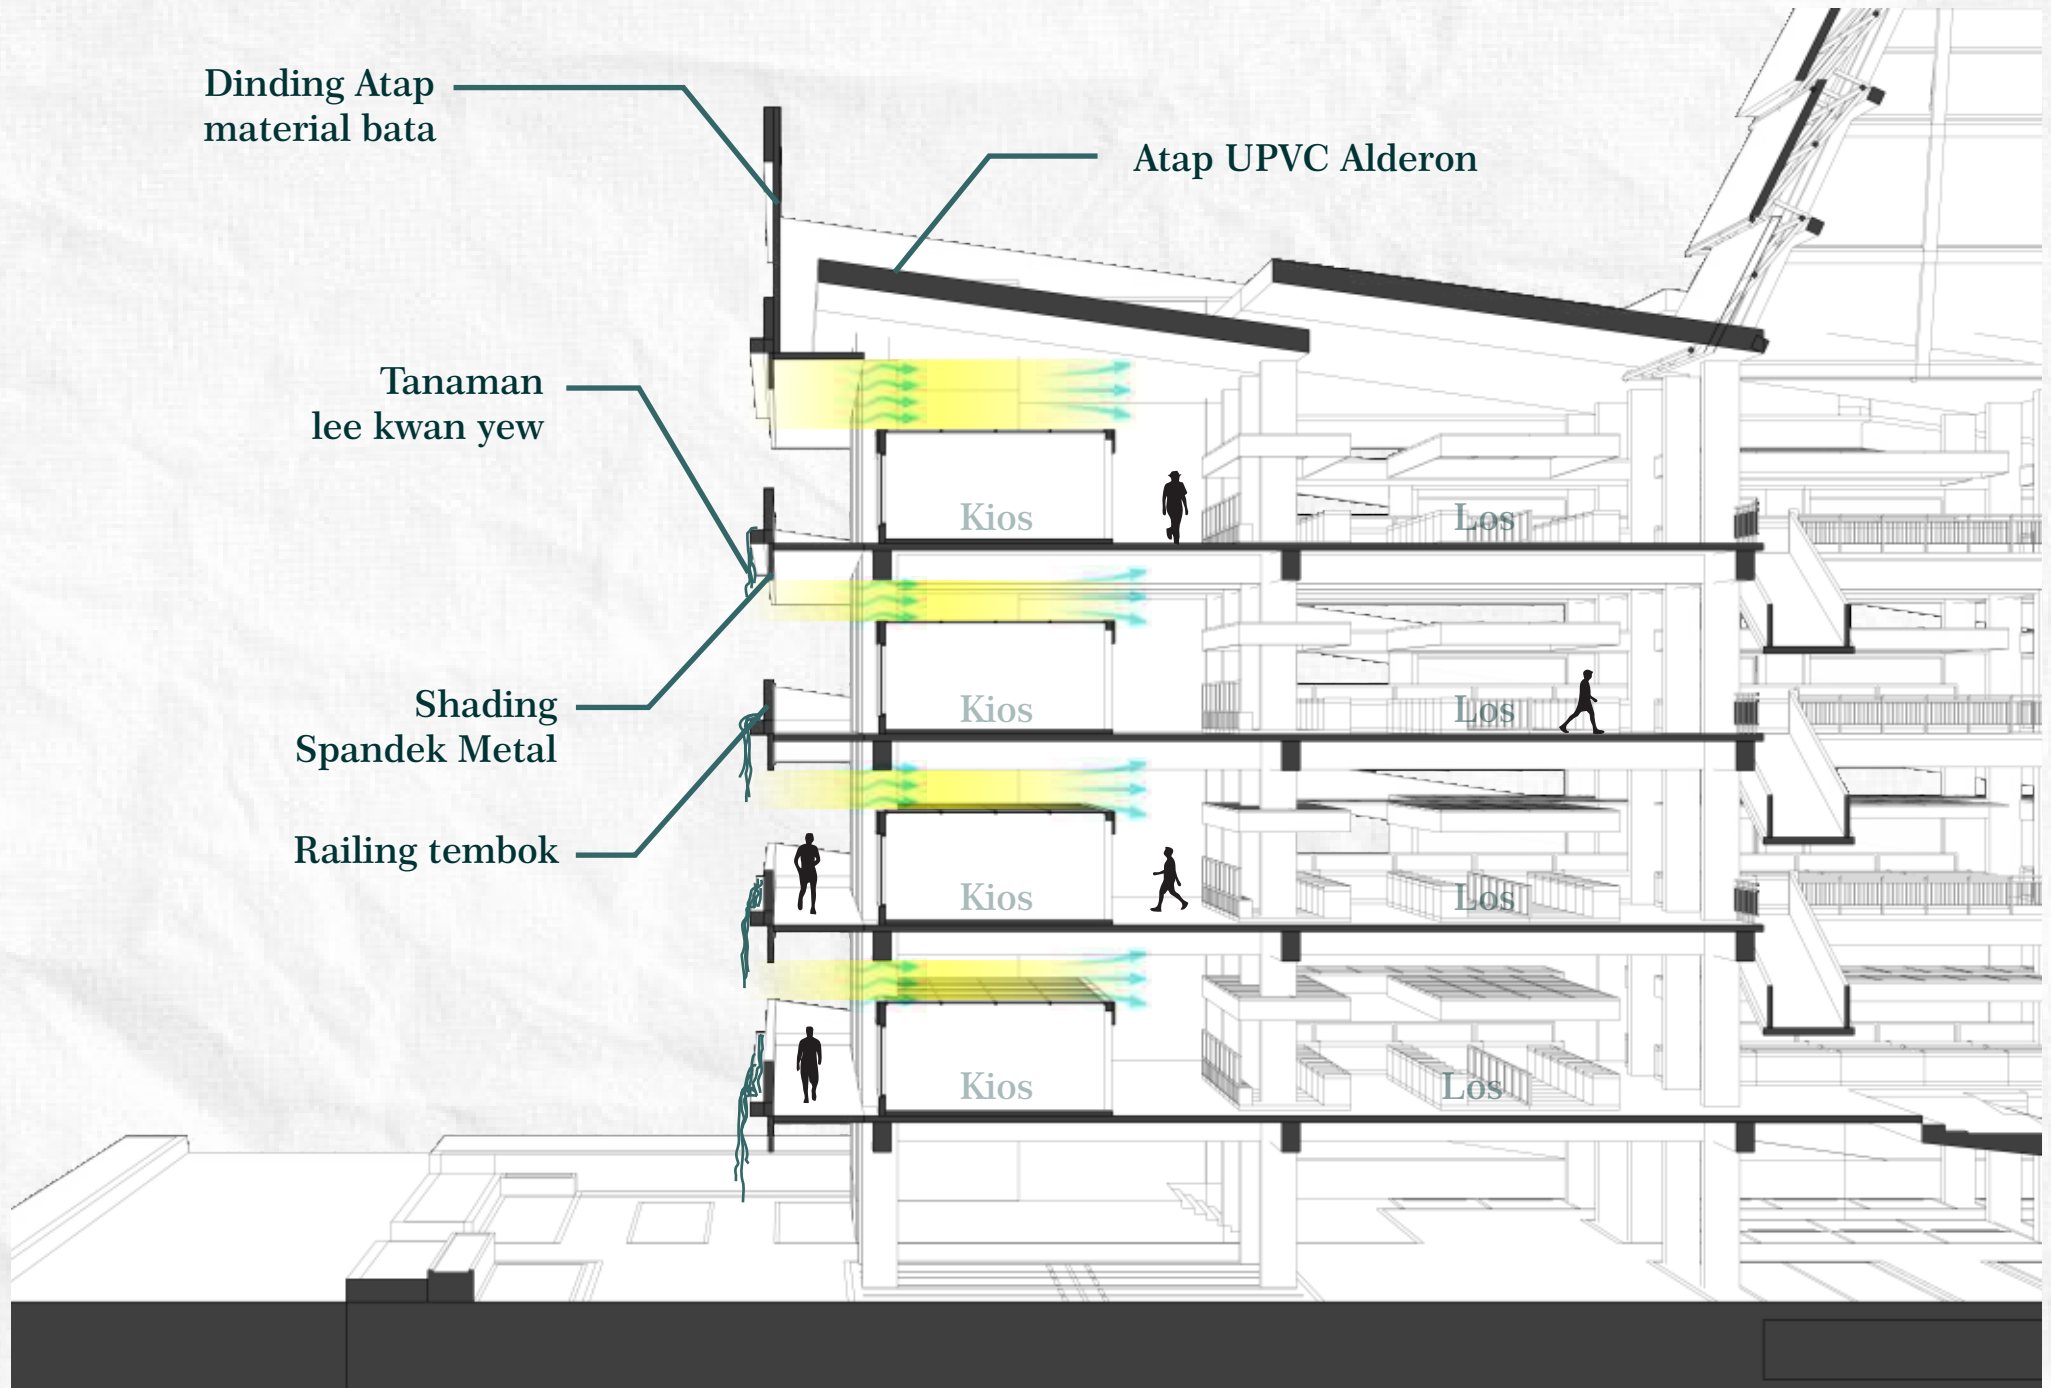 Dinding Atap
material bata
Atap UPVC Alderon
Tanaman
lee kwan yew
Kios
Los
Shading
Spandek Metal
Kios
Los
Railing tembok
Kios
Los
Kios
Los